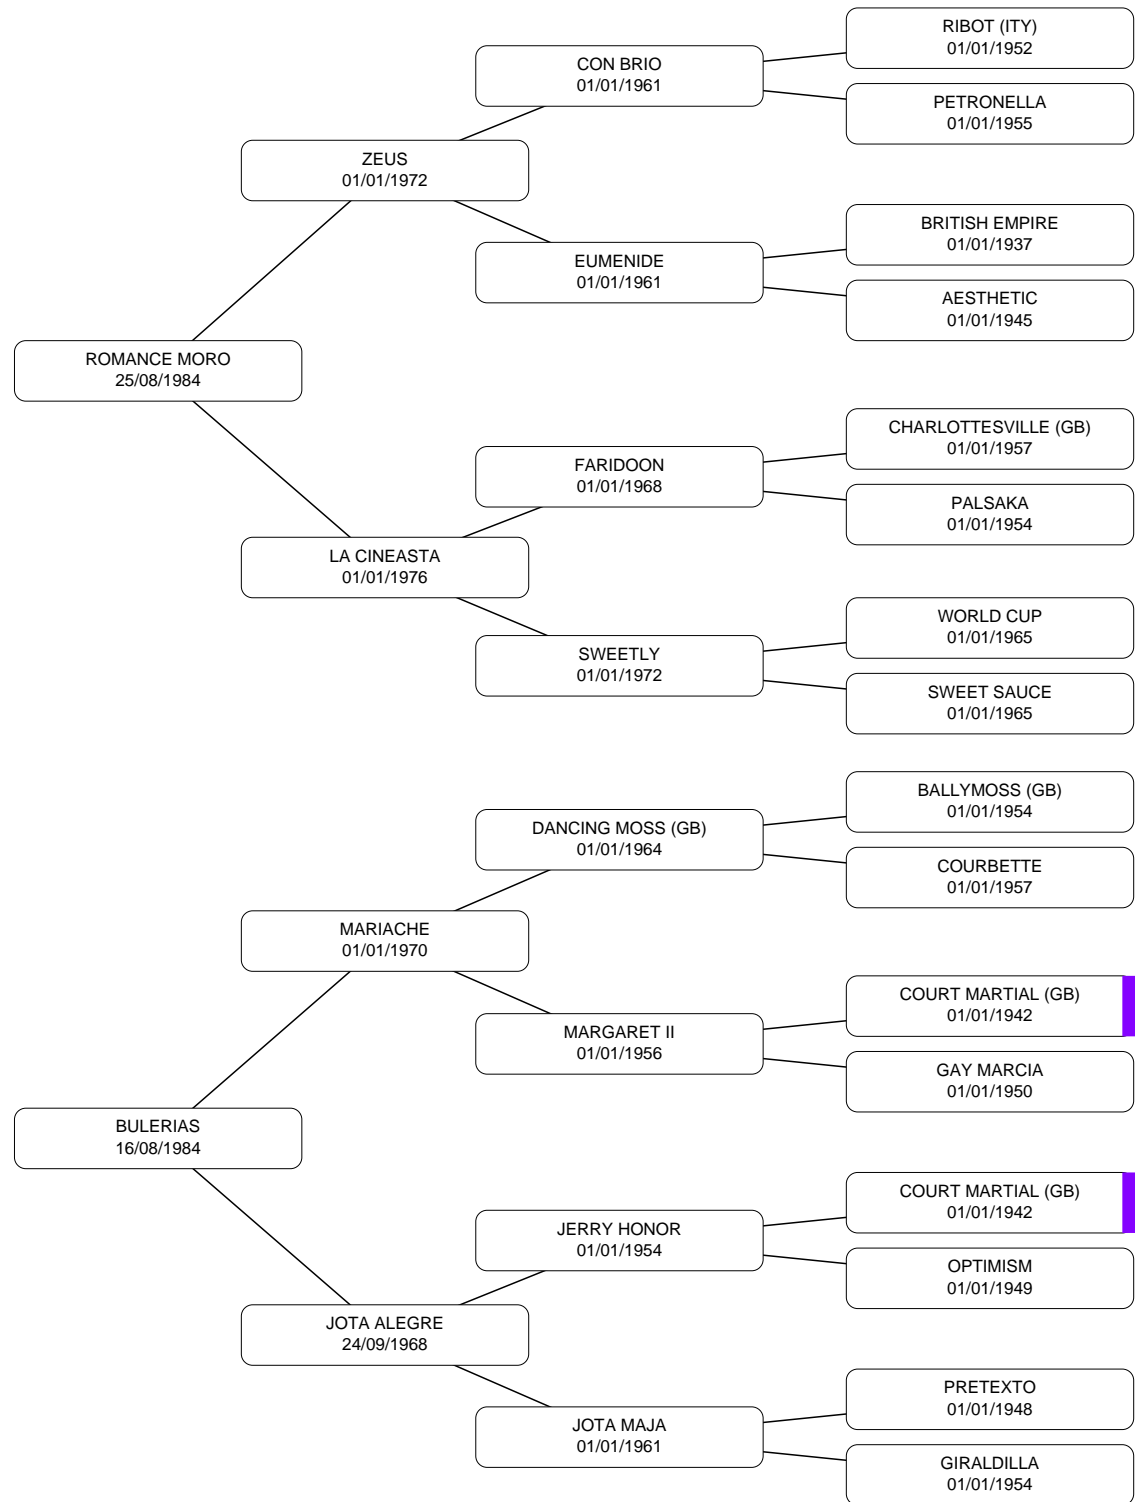 RIBOT (ITY)
01/01/1952
CON BRIO
01/01/1961
PETRONELLA
01/01/1955
ZEUS
01/01/1972
BRITISH EMPIRE
01/01/1937
EUMENIDE
01/01/1961
AESTHETIC
01/01/1945
ROMANCE MORO
25/08/1984
CHARLOTTESVILLE (GB)
01/01/1957
FARIDOON
01/01/1968
PALSAKA
01/01/1954
LA CINEASTA
01/01/1976
WORLD CUP
01/01/1965
SWEETLY
01/01/1972
SWEET SAUCE
01/01/1965
BALLYMOSS (GB)
01/01/1954
DANCING MOSS (GB)
01/01/1964
COURBETTE
01/01/1957
MARIACHE
01/01/1970
COURT MARTIAL (GB)
01/01/1942
MARGARET II
01/01/1956
GAY MARCIA
01/01/1950
BULERIAS
16/08/1984
COURT MARTIAL (GB)
01/01/1942
JERRY HONOR
01/01/1954
OPTIMISM
01/01/1949
JOTA ALEGRE
24/09/1968
PRETEXTO
01/01/1948
JOTA MAJA
01/01/1961
GIRALDILLA
01/01/1954